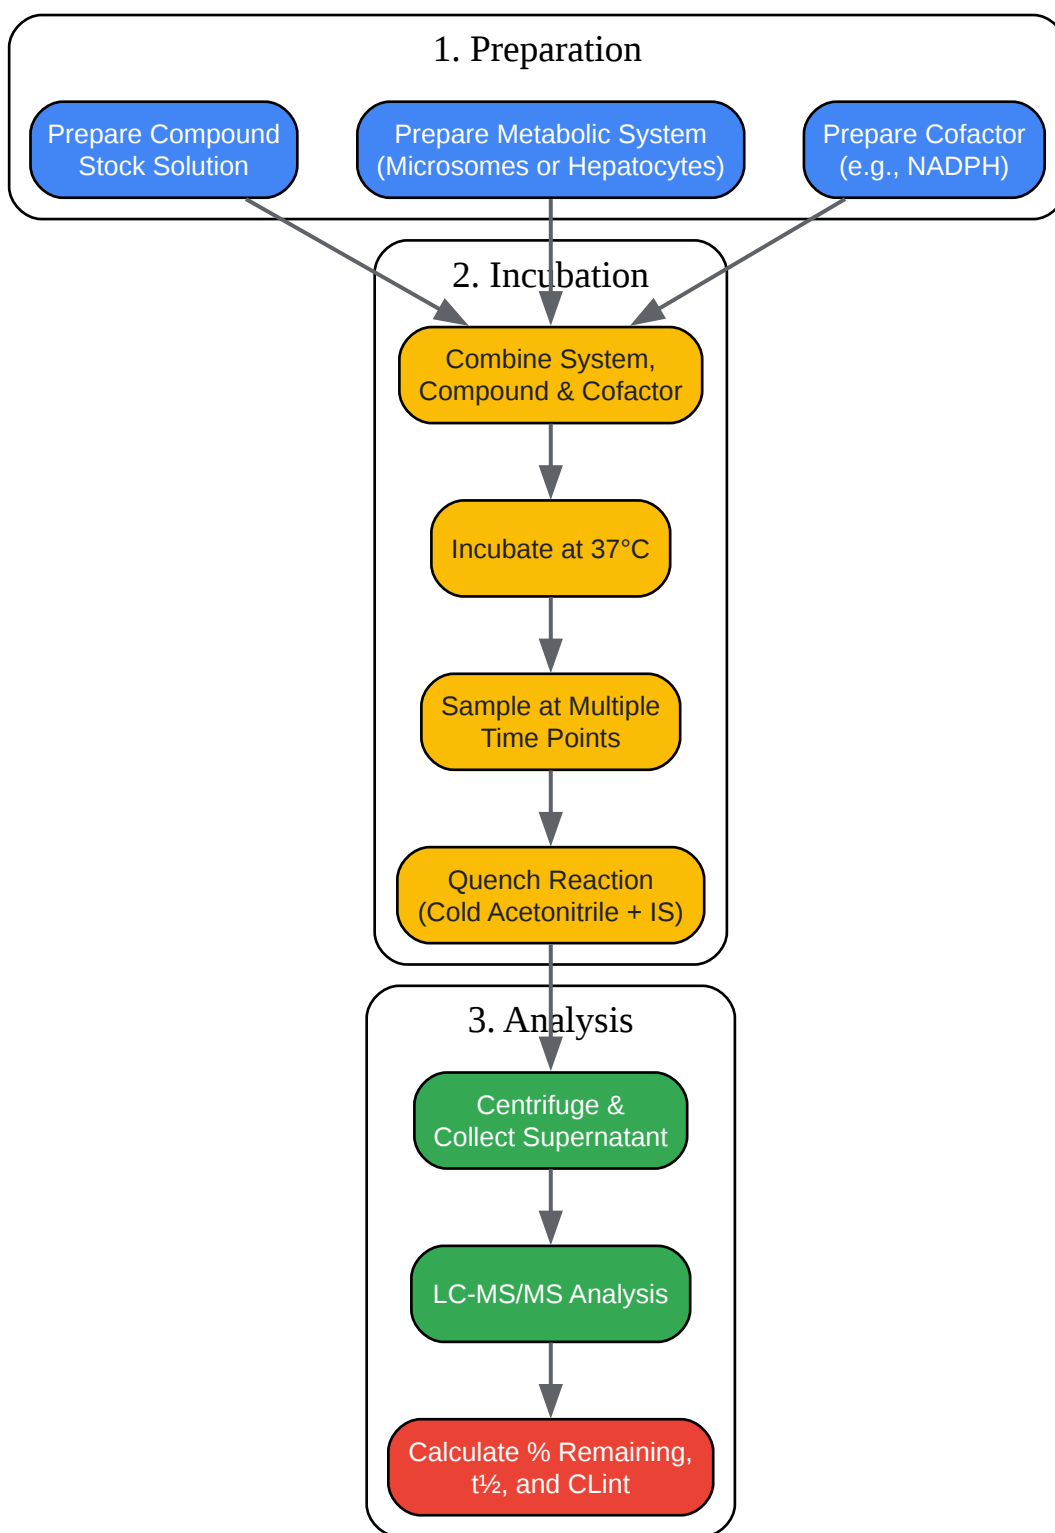 1. Preparation
Prepare Compound
Stock Solution
Prepare Metabolic System
(Microsomes or Hepatocytes)
Prepare Cofactor
(e.g., NADPH)
2. Incubation
Combine System,
Compound & Cofactor
Incubate at 37°C
Sample at Multiple
Time Points
Quench Reaction
(Cold Acetonitrile + IS)
3. Analysis
Centrifuge &
Collect Supernatant
LC-MS/MS Analysis
Calculate % Remaining,
t½, and CLint